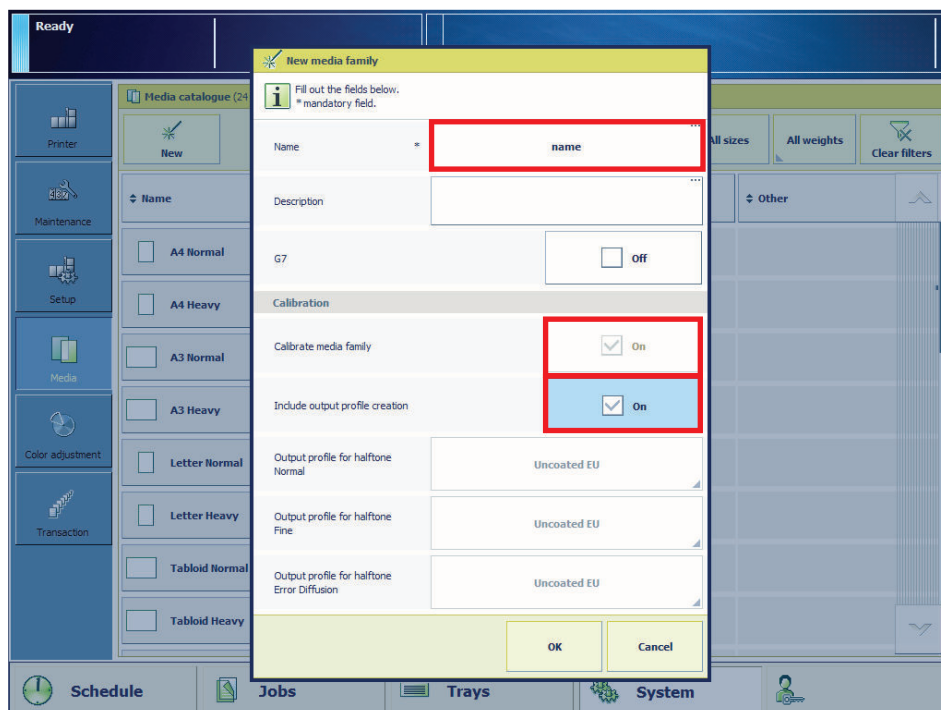 Ready
New media family
Fill out the fields below.
* mandatory field.
Media catalogue (24
Printer
Maintenance
Setup
Media
Color adjustment
Transaction
New
All sizes
All weights
Clear filters
Name
Other
A4 Normal
A4 Heavy
A3 Normal
A3 Heavy
Letter Normal
Letter Heavy
Tabloid Normal
Tabloid Heavy
Name * name
Description
G7 Off
Calibration
Calibrate media family On
Include output profile creation On
Output profile for halftone
Normal
Uncoated EU
Output profile for halftone
Fine
Uncoated EU
Output profile for halftone
Error Diffusion
Uncoated EU
OK Cancel
Schedule Jobs Trays System